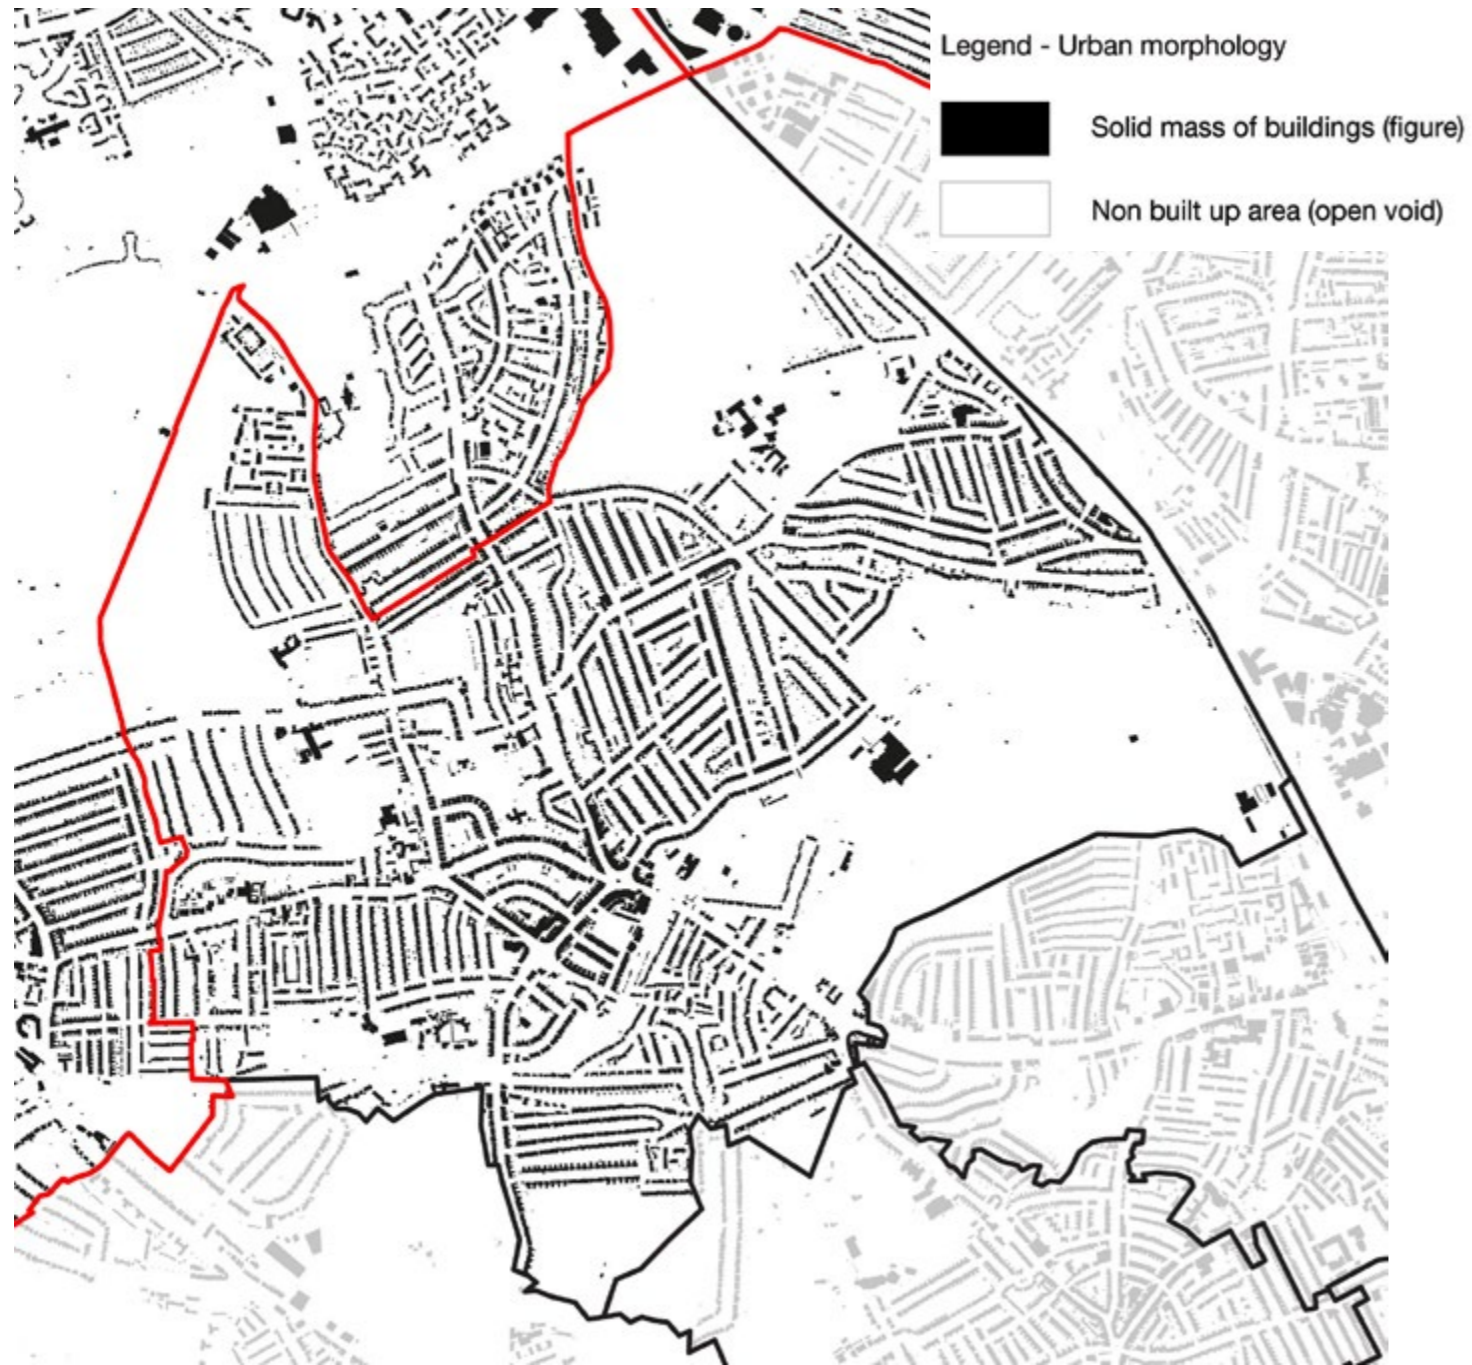 Legend - Urban morphology
Solid mass of buildings (figure)
Non built up area (open void)